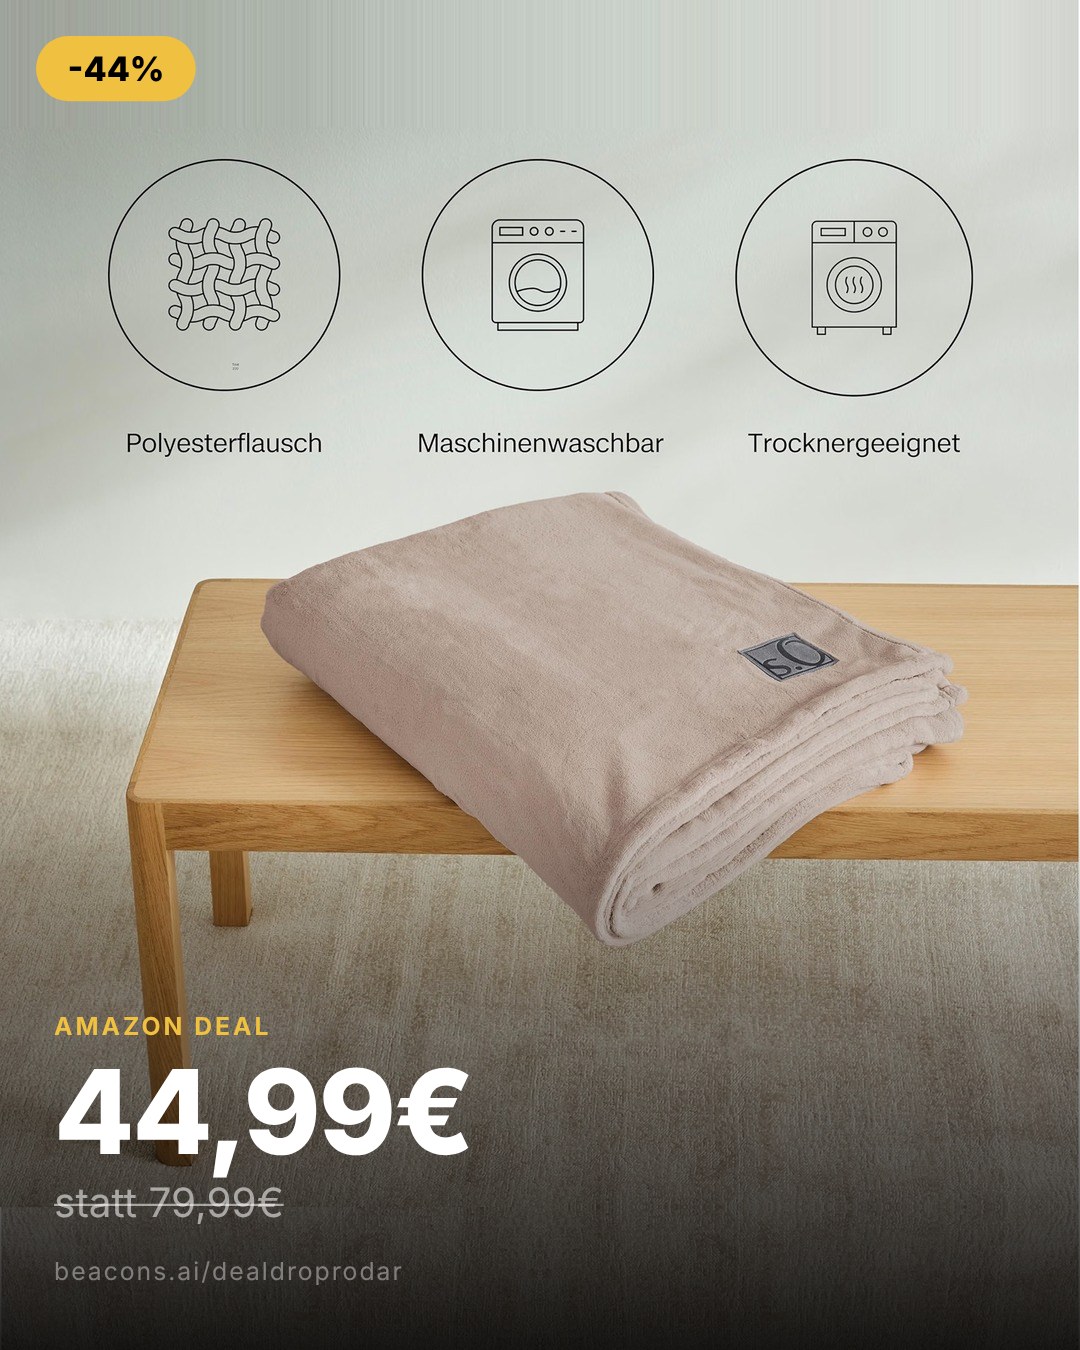 -44%
Polyesterflausch
Maschinenwaschbar
Trocknergeeignet
s.O
AMAZON DEAL
44,99€
statt 79,99€
beacons.ai/dealdroprodar